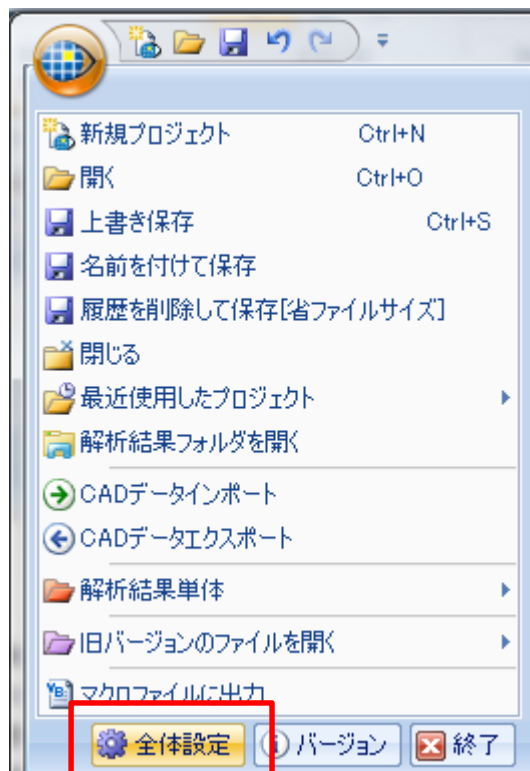 新規プロジェクト Ctrl+N
開く Ctrl+O
上書き保存 Ctrl+S
名前を付けて保存
履歴を削除して保存[省ファイルサイズ]
閉じる
最近使用したプロジェクト
解析結果フォルダを開く
CADデータインポート
CADデータエクスポート
解析結果単体
旧バージョンのファイルを開く
マクロファイルに出力
全体設定 バージョン 終了